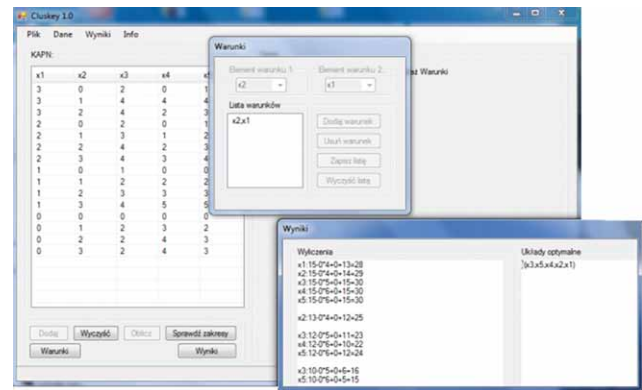 Cluskey 1.0
Plik Dane Wyniki Info
KAPN:
x1 x2 x3 x4 x5
3 0 2 0 1
3 1 4 4 4
3 2 4 2 3
2 0 2 0 1
2 1 3 1 2
2 2 4 2 3
2 3 4 3 4
1 0 1 0 0
1 1 2 2 2
1 2 3 3 3
1 3 4 5 5
0 0 0 0 0
0 1 2 3 2
0 2 2 4 3
0 3 2 4 3
Dodaj Wyczyść Oblicz Sprawdź zakresy
Warunki Wyniki
Warunki
Element warunku 1 Element warunku 2
x2 x1
Lista warunków
x2,x1
Dodaj warunek
Usuń warunek
Zapisz listę
Wyczyść listę
Warunki
Wyniki
Wyliczenia
x1:15-0*4+0+13=28
x2:15-0*5+0+14=29
x3:15-0*5+0+15=30
x4:15-0*6+0+15=30
x5:15-0*6+0+15=30
x2:13-0*4+0+12=25
x3:12-0*5+0+11=23
x4:12-0*6+0+10=22
x5:12-0*6+0+12=24
x3:10-0*5+0+6=16
x5:10-0*6+0+5=15
Układy optymalne
(x3,x5,x4,x2,x1)